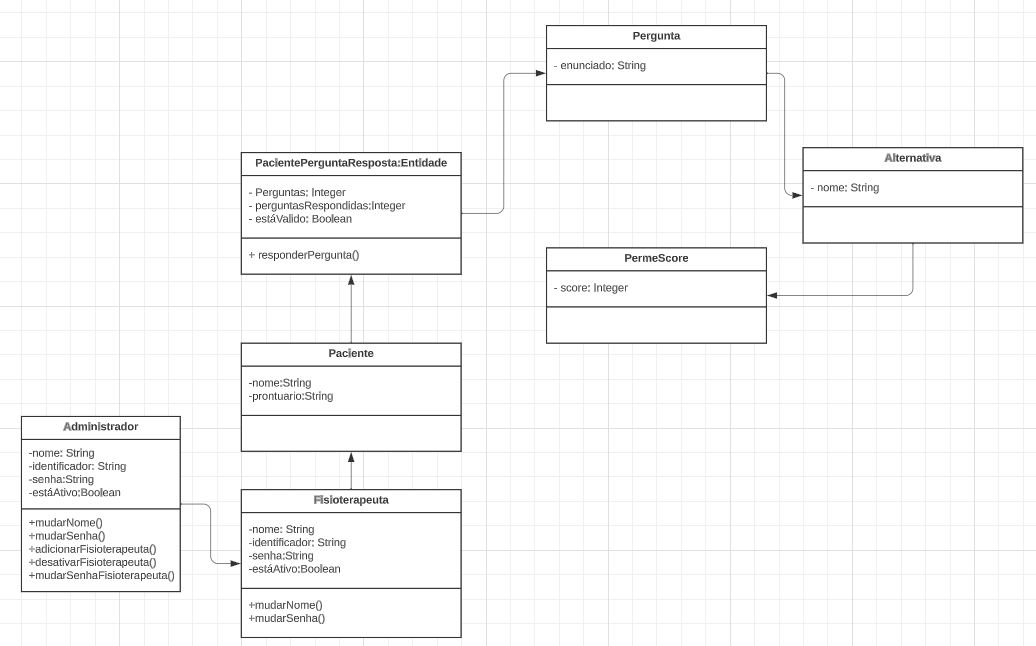 Pergunta
- enunciado: String
Alternativa
- nome: String
PacientePerguntaResposta:Entidade
- Perguntas: Integer
- perguntasRespondidas:Integer
- estáValido: Boolean
+ responderPergunta()
PermeScore
- score: Integer
Paciente
-nome:String
-prontuario:String
Administrador
-nome: String
-identificador: String
-senha:String
-estáAtivo:Boolean
+mudarNome()
+mudarSenha()
+adicionarFisioterapeuta()
+desativarFisioterapeuta()
+mudarSenhaFisioterapeuta()
Fisioterapeuta
-nome: String
-identificador: String
-senha:String
-estáAtivo:Boolean
+mudarNome()
+mudarSenha()